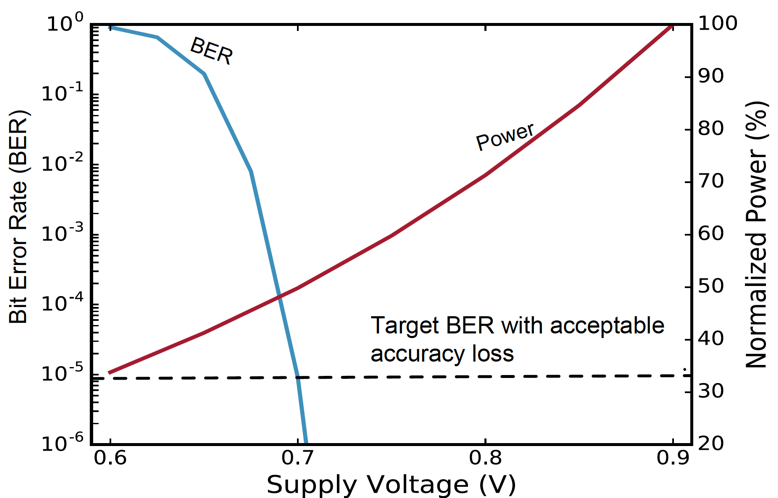 10⁰
10⁻¹
10⁻²
10⁻³
10⁻⁴
10⁻⁵
10⁻⁶
Bit Error Rate (BER)
BER
Power
Target BER with acceptable
accuracy loss
100
90
80
70
60
50
40
30
20
Normalized Power (%)
0.6 0.7 0.8 0.9
Supply Voltage (V)